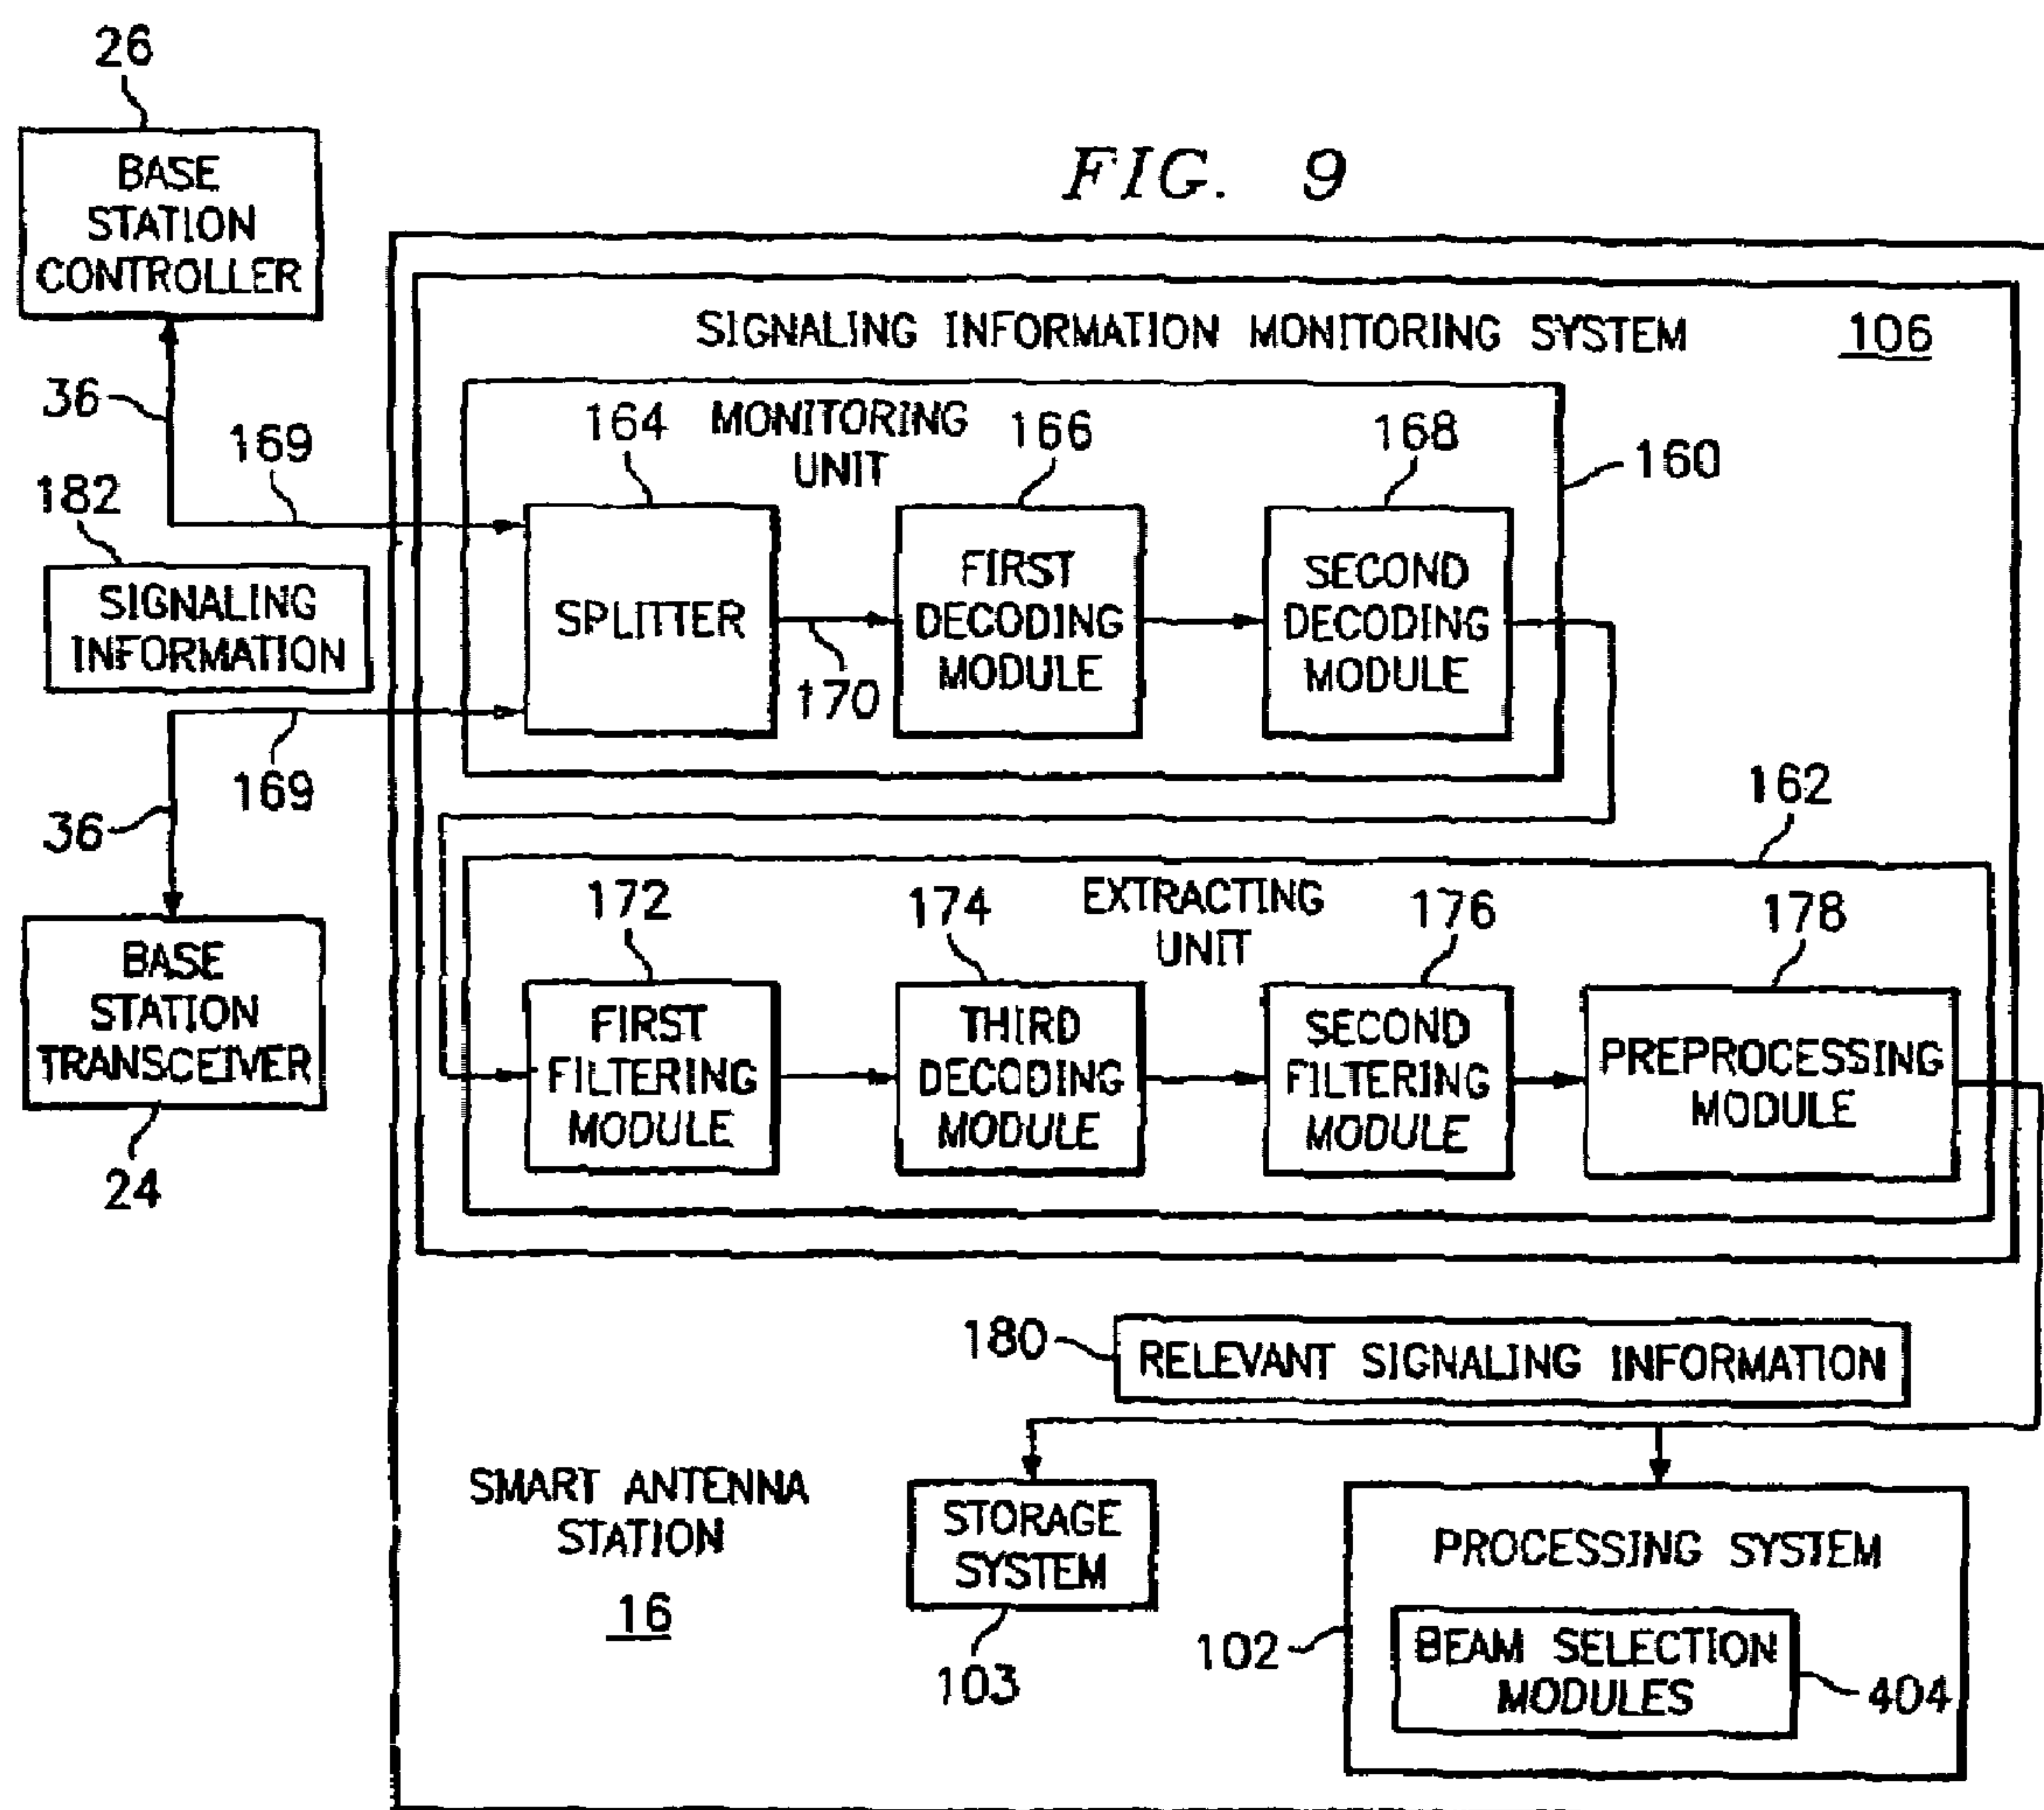 FIG. 9
26
BASE
STATION
CONTROLLER
36
169
182
SIGNALING
INFORMATION
169
36
BASE
STATION
TRANSCEIVER
24
SIGNALING INFORMATION MONITORING SYSTEM 106
MONITORING
UNIT
160
164
SPLITTER
170
166
FIRST
DECODING
MODULE
168
SECOND
DECODING
MODULE
162
EXTRACTING
UNIT
172
FIRST
FILTERING
MODULE
174
THIRD
DECODING
MODULE
176
SECOND
FILTERING
MODULE
178
PREPROCESSING
MODULE
180
RELEVANT SIGNALING INFORMATION
SMART ANTENNA
STATION
16
STORAGE
SYSTEM
103
PROCESSING SYSTEM
102
BEAM SELECTION
MODULES
404